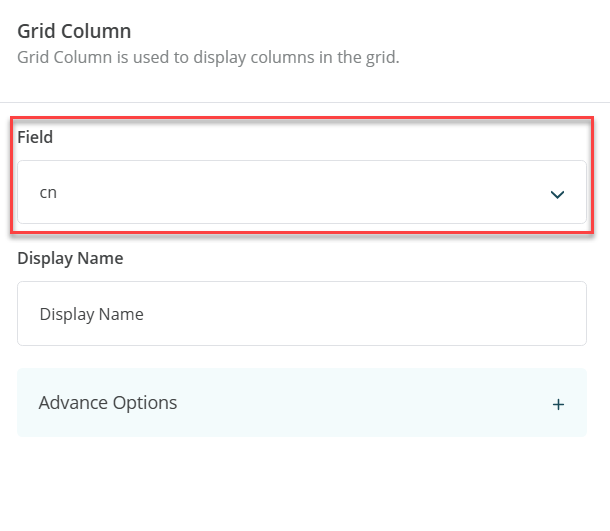 Grid Column
Grid Column is used to display columns in the grid.
Field
cn
Display Name
Display Name
Advance Options